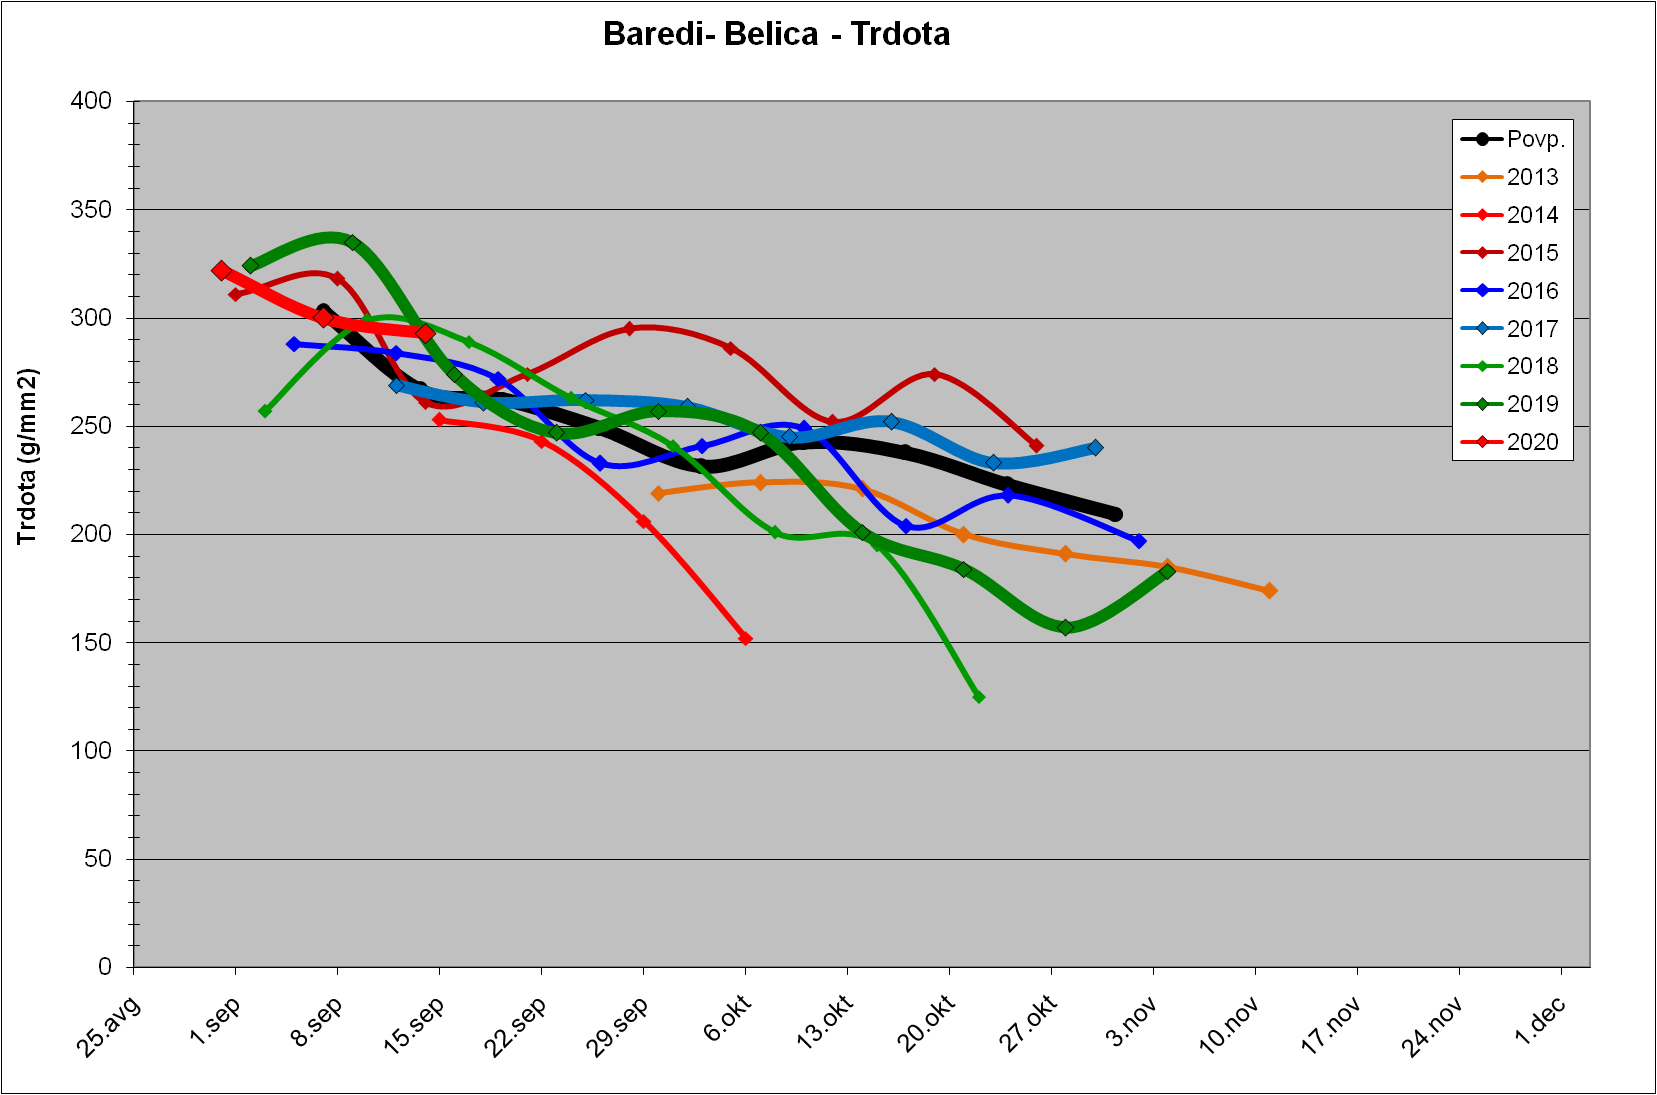 Baredi- Belica - Trdota
Trdota (g/mm2)
400
350
300
250
200
150
100
50
0
25.avg
1.sep
8.sep
15.sep
22.sep
29.sep
6.okt
13.okt
20.okt
27.okt
3.nov
10.nov
17.nov
24.nov
1.dec
Povp.
2013
2014
2015
2016
2017
2018
2019
2020